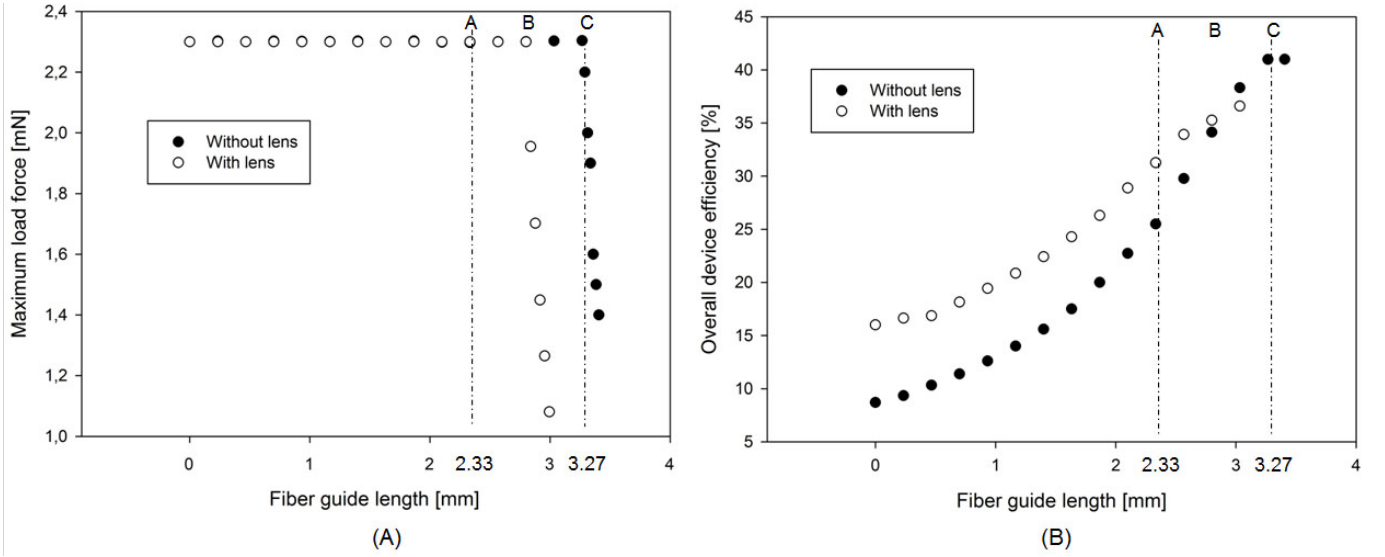 2,4
2,2
2,0
1,8
1,6
1,4
1,2
1,0
Maximum load force [mN]
A
B
C
Without lens
With lens
0
1
2
2.33
3
3.27
4
Fiber guide length [mm]
(A)
45
40
35
30
25
20
15
10
5
Overall device efficiency [%]
A
B
C
Without lens
With lens
0
1
2
2.33
3
3.27
4
Fiber guide length [mm]
(B)